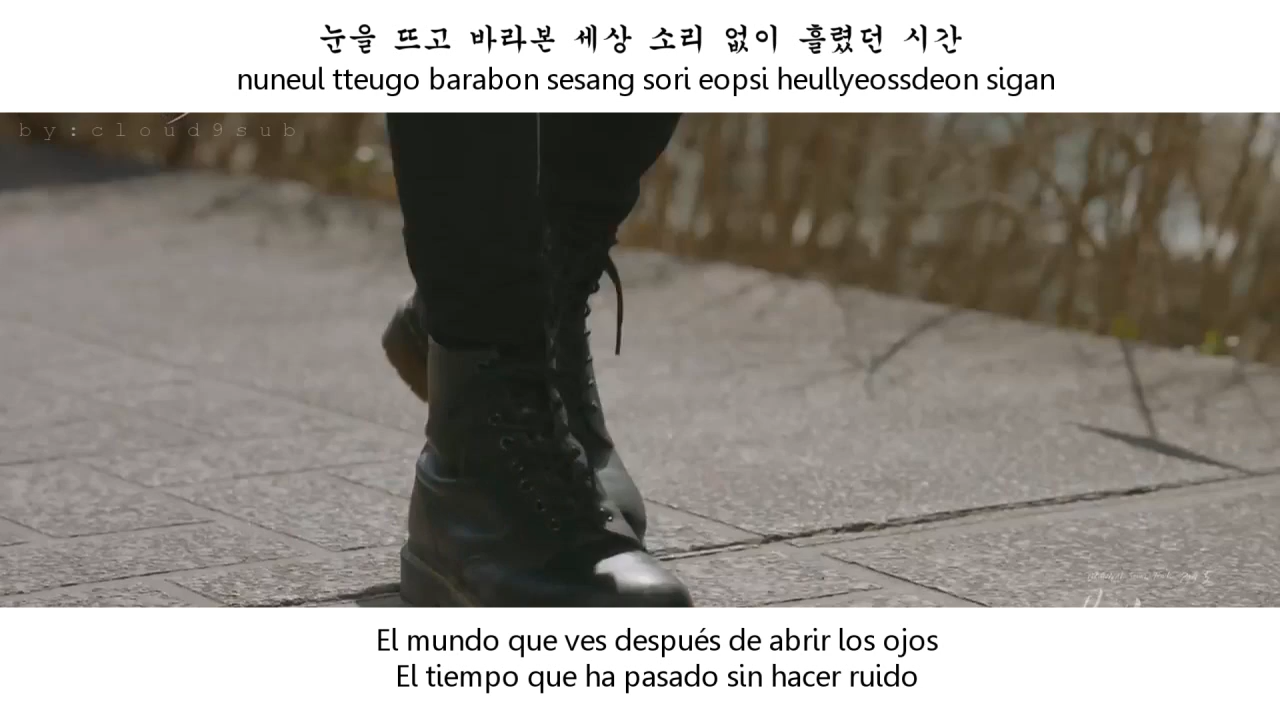 눈을 뜨고 바라본 세상 소리 없이 흘렸던 시간
nuneul tteugo barabon sesang sori eopsi heullyeossdeon sigan
by:cloud9sub
El mundo que ves después de abrir los ojos
El tiempo que ha pasado sin hacer ruido